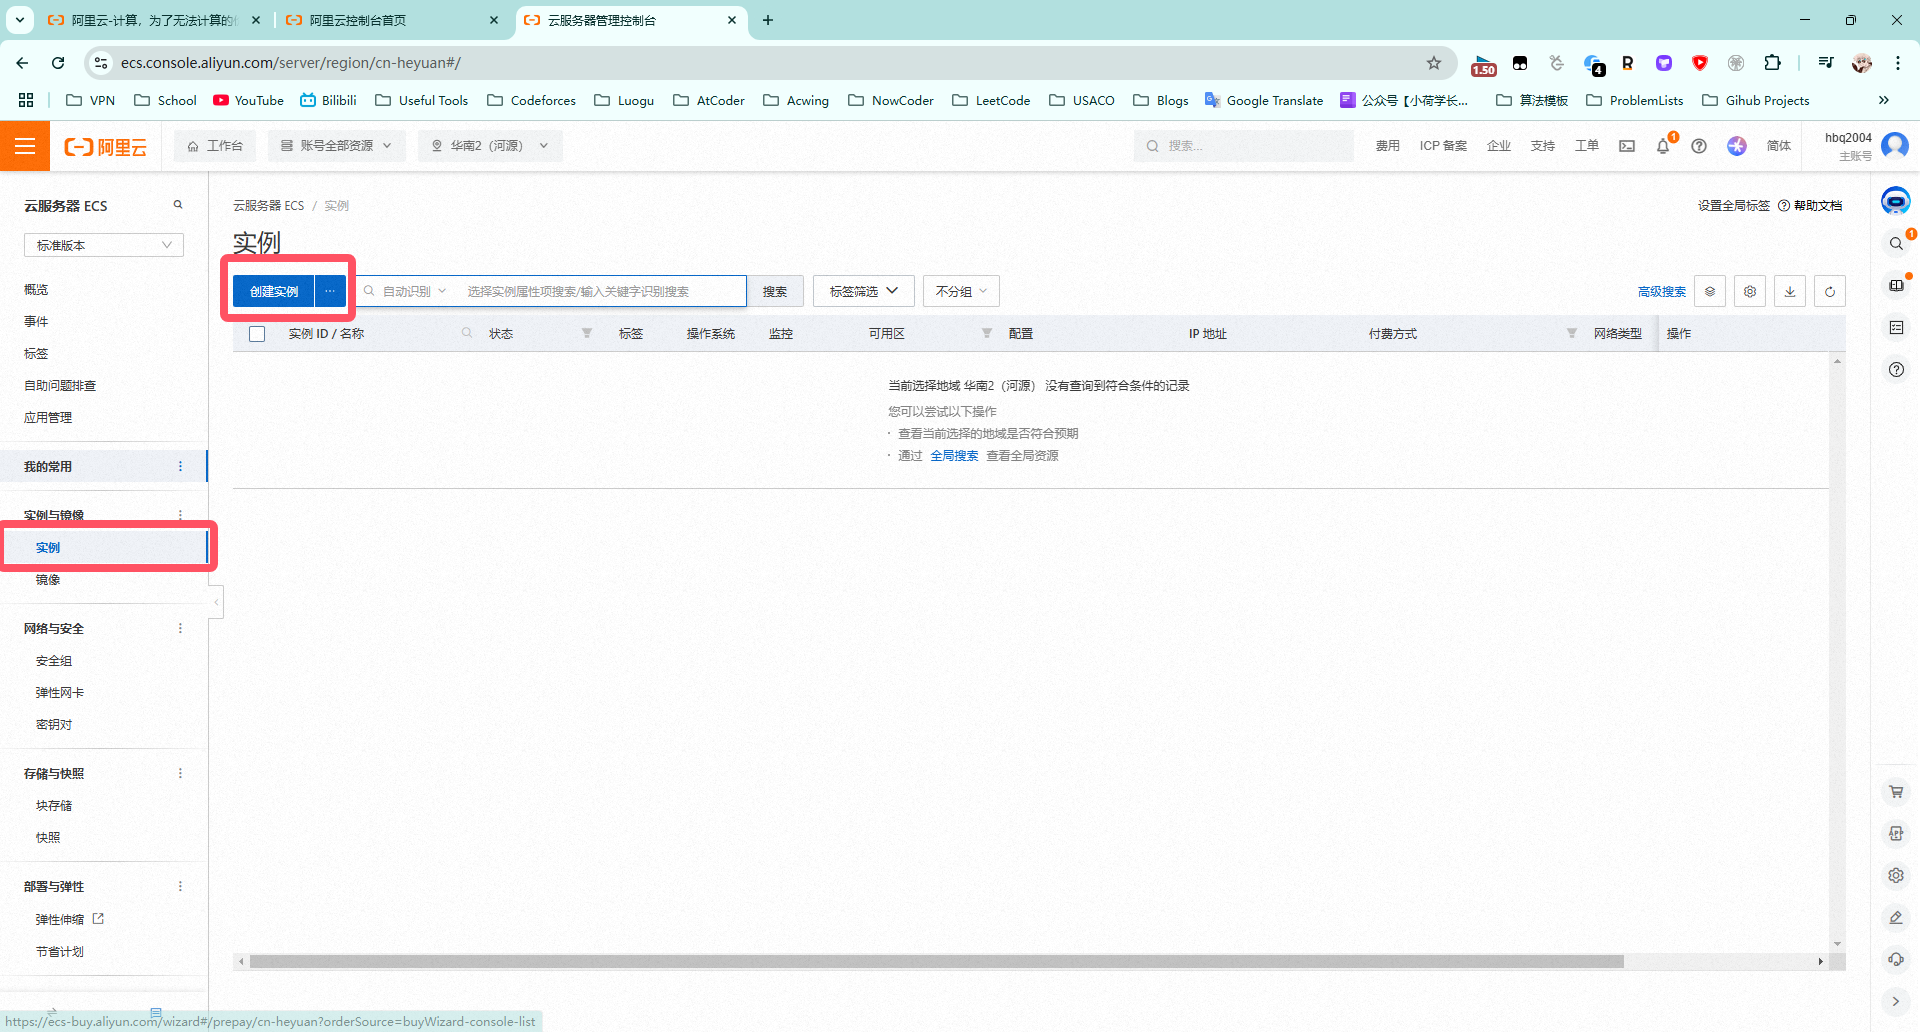 阿里云-计算，为了无法计算的
阿里云控制台首页
云服务器管理控制台
ecs.console.aliyun.com/server/region/cn-heyuan#/
1.50
4
VPN
School
YouTube
Bilibili
Useful Tools
Codeforces
Luogu
AtCoder
Acwing
NowCoder
LeetCode
USACO
Blogs
Google Translate
公众号【小荷学长...
算法模板
ProblemLists
Gihub Projects
阿里云
工作台
账号全部资源
华南2（河源）
搜索...
费用
ICP 备案
企业
支持
工单
1
简体
hbq2004
主账号
云服务器 ECS
标准版本
概览
事件
标签
自助问题排查
应用管理
我的常用
实例与镜像
实例
镜像
网络与安全
安全组
弹性网卡
密钥对
存储与快照
块存储
快照
部署与弹性
弹性伸缩
节省计划
云服务器 ECS / 实例
设置全局标签
帮助文档
实例
创建实例
...
自动识别
选择实例属性项搜索/输入关键字识别搜索
搜索
标签筛选
不分组
高级搜索
实例 ID / 名称
状态
标签
操作系统
监控
可用区
配置
IP 地址
付费方式
网络类型
操作
当前选择地域 华南2（河源） 没有查询到符合条件的记录
您可以尝试以下操作
· 查看当前选择的地域是否符合预期
· 通过 全局搜索 查看全局资源
1
API
https://ecs-buy.aliyun.com/wizard#/prepay/cn-heyuan?orderSource=buyWizard-console-list